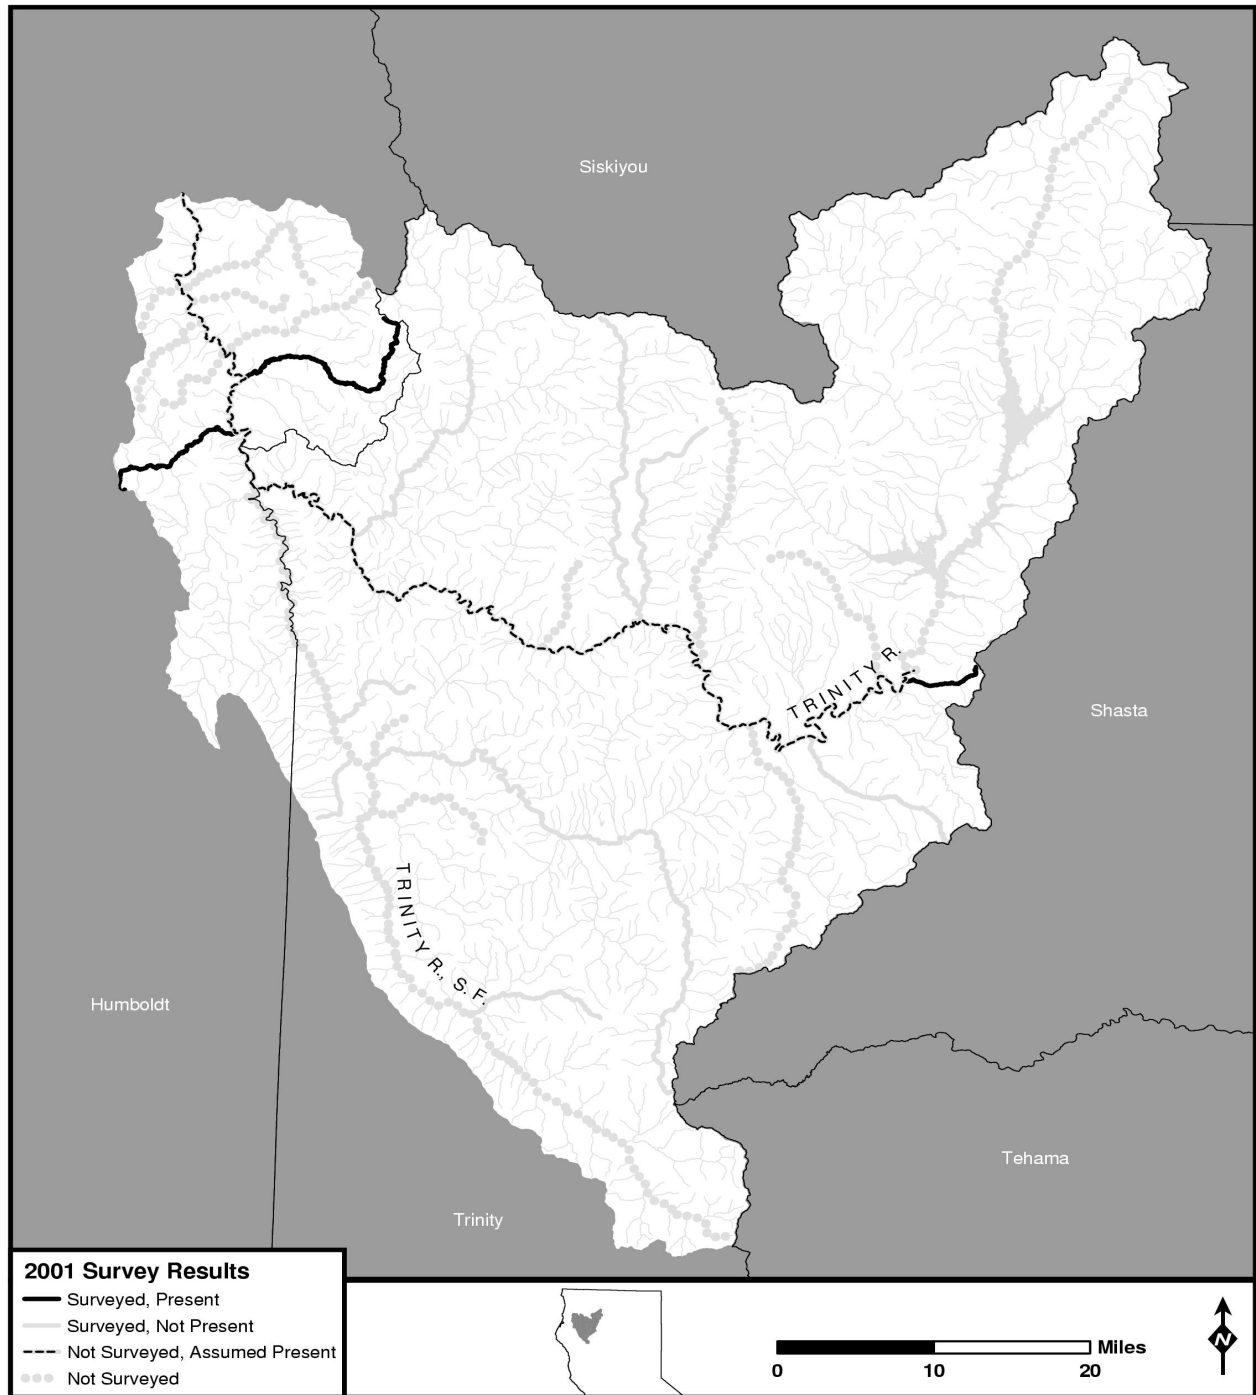 Siskiyou
TRINITY R.
Shasta
TRINITY R., S. F.
Humboldt
Tehama
Trinity
2001 Survey Results
Surveyed, Present
Surveyed, Not Present
Not Surveyed, Assumed Present
Not Surveyed
Miles
0 10 20
N